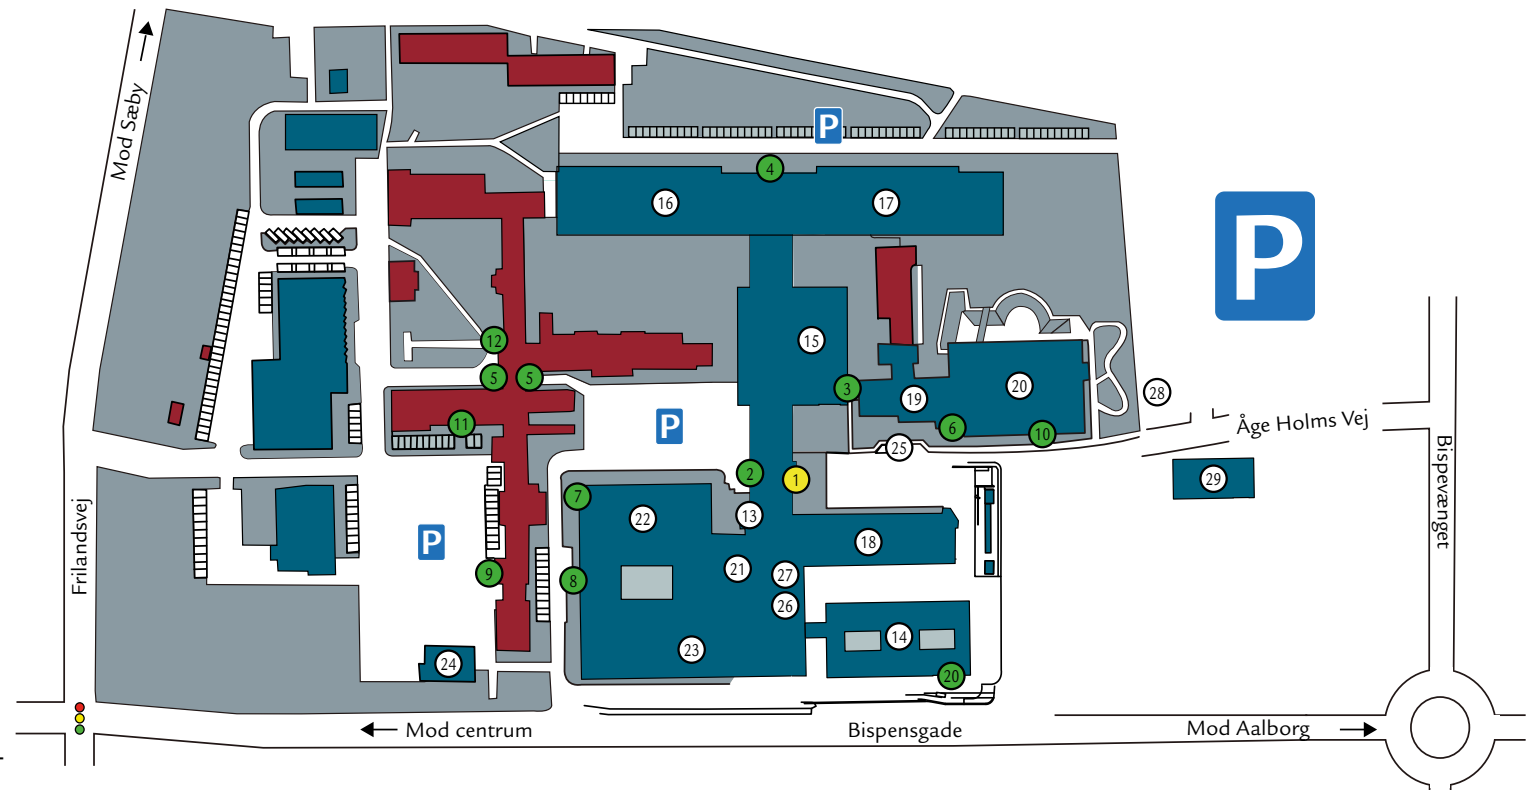 Mod Sæby
P
4
16
17
P
15
12
5
5
3
19
20
28
P
11
6
10
Åge Holms Vej
25
2
1
29
Bispevænget
7
22
13
18
P
21
27
9
8
26
Frilandsvej
14
23
24
20
Mod centrum
Bispensgade
Mod Aalborg